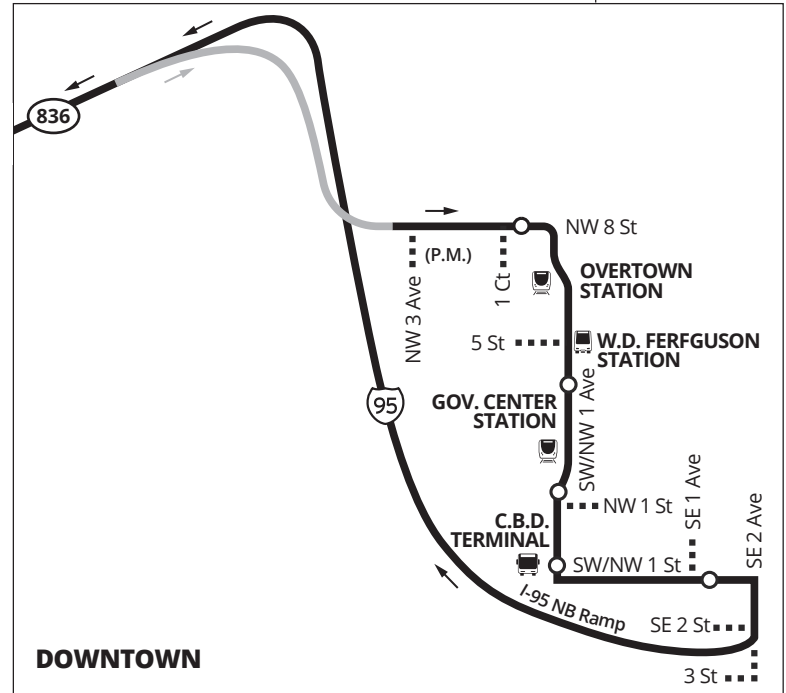 836
NW 8 St
(P.M.)
NW 3 Ave
1 Ct
OVERTOWN
STATION
5 St
W.D. FERFGUSON
STATION
95
GOV. CENTER
STATION
SW/NW 1 Ave
NW 1 St
SE 1 Ave
SE 2 Ave
C.B.D.
TERMINAL
SW/NW 1 St
I-95 NB Ramp
SE 2 St
DOWNTOWN
3 St